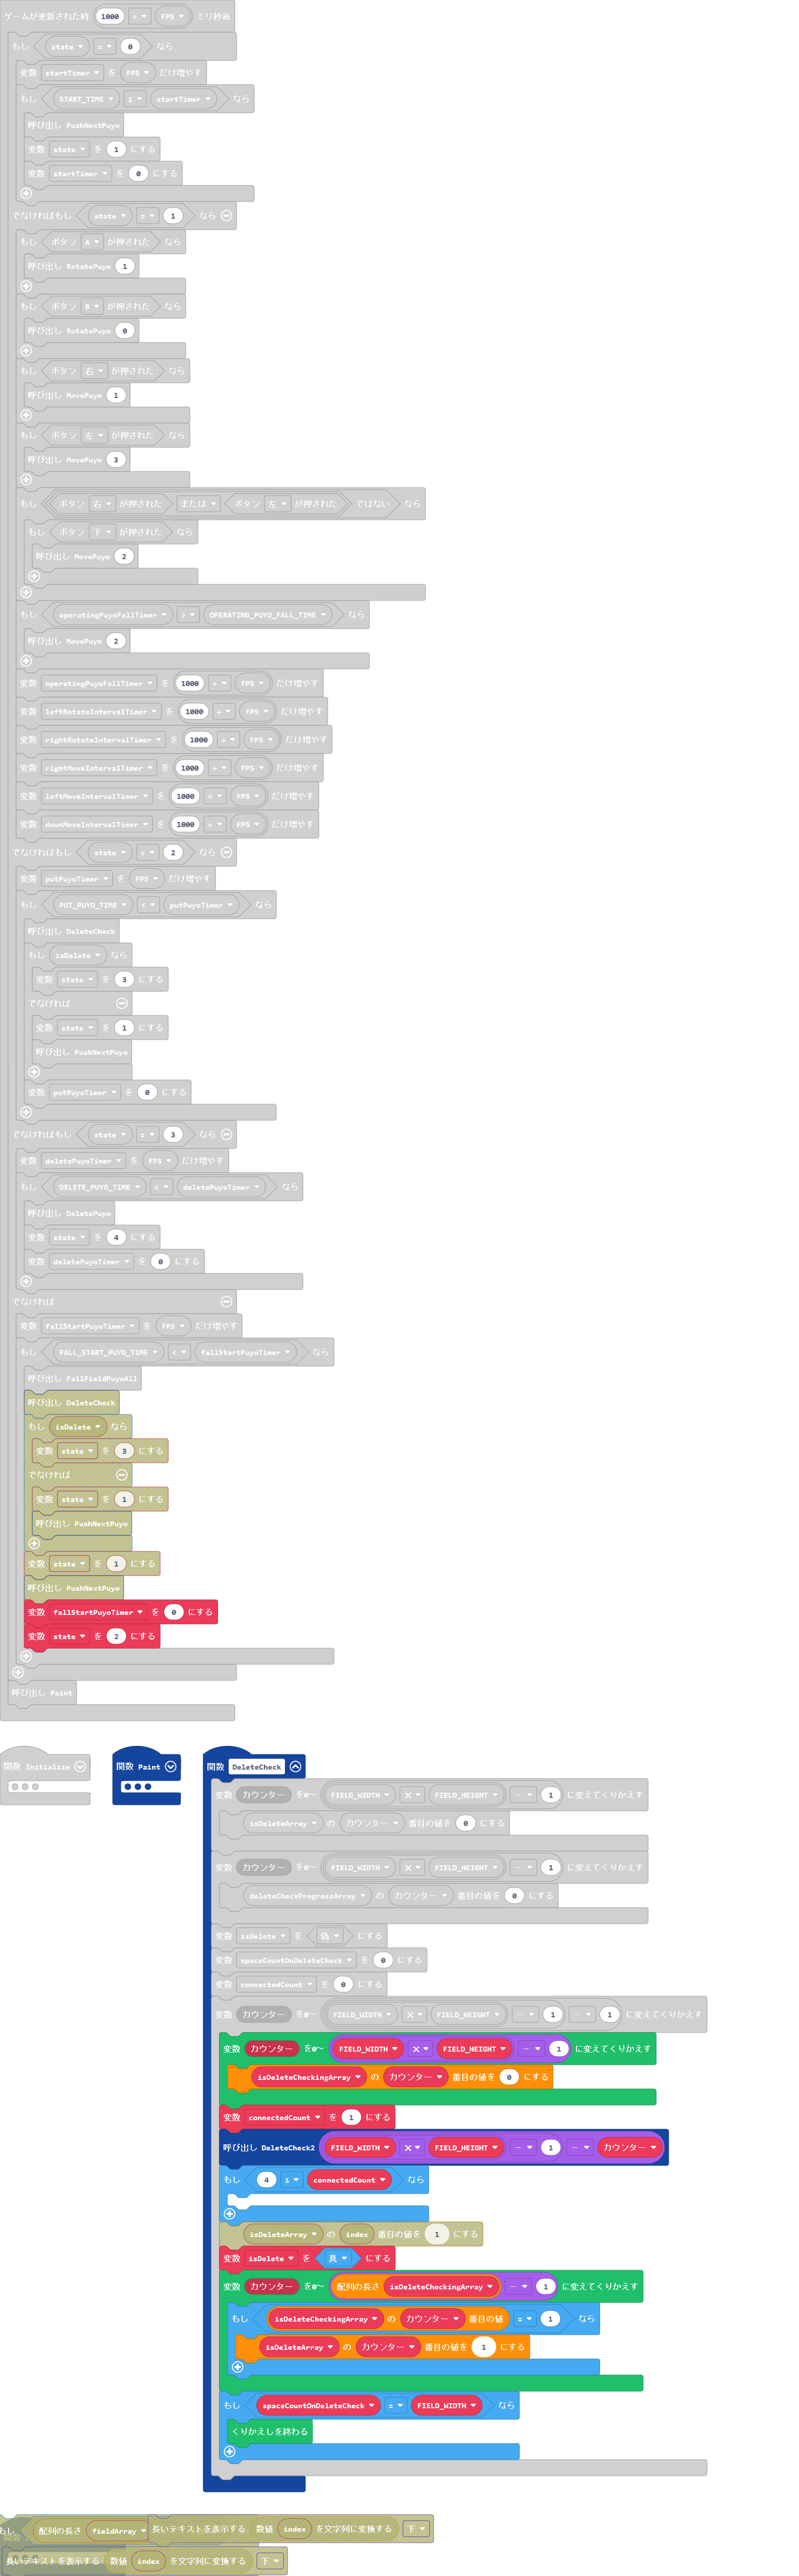 ゲームが更新された時 1000 ÷ FPS ミリ秒毎
もし state = 0 なら
変数 startTimer を FPS だけ増やす
もし START_TIME ≤ startTimer なら
呼び出し PushNextPuyo
変数 state を 1 にする
変数 startTimer を 0 にする
でなければもし state = 1 なら
もし ボタン A が押された なら
呼び出し RotatePuyo 1
もし ボタン B が押された なら
呼び出し RotatePuyo 0
もし ボタン 右 が押された なら
呼び出し MovePuyo 1
もし ボタン 左 が押された なら
呼び出し MovePuyo 3
もし ボタン 右 が押された または ボタン 左 が押された ではない なら
もし ボタン 下 が押された なら
呼び出し MovePuyo 2
もし operatingPuyoFallTimer > OPERATING_PUYO_FALL_TIME なら
呼び出し MovePuyo 2
変数 operatingPuyoFallTimer を 1000 ÷ FPS だけ増やす
変数 leftRotateIntervalTimer を 1000 ÷ FPS だけ増やす
変数 rightRotateIntervalTimer を 1000 ÷ FPS だけ増やす
変数 rightMoveIntervalTimer を 1000 ÷ FPS だけ増やす
変数 leftMoveIntervalTimer を 1000 ÷ FPS だけ増やす
変数 downMoveIntervalTimer を 1000 ÷ FPS だけ増やす
でなければもし state = 2 なら
変数 putPuyoTimer を FPS だけ増やす
もし PUT_PUYO_TIME < putPuyoTimer なら
呼び出し DeleteCheck
もし isDelete なら
変数 state を 3 にする
でなければ
変数 state を 1 にする
呼び出し PushNextPuyo
変数 putPuyoTimer を 0 にする
でなければもし state = 3 なら
変数 deletePuyoTimer を FPS だけ増やす
もし DELETE_PUYO_TIME < deletePuyoTimer なら
呼び出し DeletePuyo
変数 state を 4 にする
変数 deletePuyoTimer を 0 にする
でなければ
変数 fallStartPuyoTimer を FPS だけ増やす
もし FALL_START_PUYO_TIME < fallStartPuyoTimer なら
呼び出し FallFieldPuyoAll
呼び出し DeleteCheck
もし isDelete なら
変数 state を 3 にする
でなければ
変数 state を 1 にする
呼び出し PushNextPuyo
変数 state を 1 にする
呼び出し PushNextPuyo
変数 fallStartPuyoTimer を 0 にする
変数 state を 2 にする
呼び出し Paint
関数 Initialise 関数 Paint 関数 DeleteCheck
変数 カウンター を0～ FIELD_WIDTH × FIELD_HEIGHT - 1 に変えてくりかえす
isDeleteArray の カウンター 番目の値を 0 にする
変数 カウンター を0～ FIELD_WIDTH × FIELD_HEIGHT - 1 に変えてくりかえす
deleteCheckProgressArray の カウンター 番目の値を 0 にする
変数 isDelete を 偽 にする
変数 spaceCountOnDeleteCheck を 0 にする
変数 connectedCount を 0 にする
変数 カウンター を0～ FIELD_WIDTH × FIELD_HEIGHT - 1 - 1 に変えてくりかえす
変数 カウンター を0～ FIELD_WIDTH × FIELD_HEIGHT - 1 に変えてくりかえす
isDeleteCheckingArray の カウンター 番目の値を 0 にする
変数 connectedCount を 1 にする
呼び出し DeleteCheck2 FIELD_WIDTH × FIELD_HEIGHT - 1 - カウンター
もし 4 ≤ connectedCount なら
isDeleteArray の index 番目の値を 1 にする
変数 isDelete を 真 にする
変数 カウンター を0～ 配列の長さ isDeleteCheckingArray - 1 に変えてくりかえす
もし isDeleteCheckingArray の カウンター 番目の値 = 1 なら
isDeleteArray の カウンター 番目の値を 1 にする
もし spaceCountOnDeleteCheck = FIELD_WIDTH なら
くりかえしを終わる
もし 配列の長さ fieldArray 長いテキストを表示する 数値 index を文字列に変換する 下
長いテキストを表示する 数値 index を文字列に変換する 下